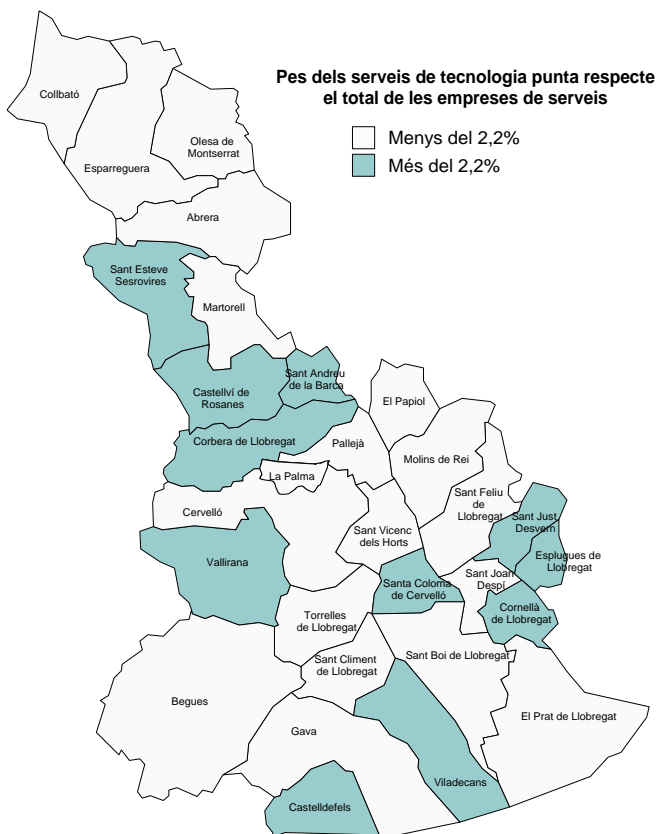 Pes dels serveis de tecnologia punta respecte
el total de les empreses de serveis
Menys del 2,2%
Més del 2,2%
Collbató
Olesa de
Montserrat
Esparreguera
Abrera
Sant Esteve
Sesrovires
Martorell
Sant Andreu
de la Barca
Castellví de
Rosanes
El Papiol
Corbera de Llobregat
Pallejà
Molins de Rei
La Palma
Sant Feliu
de
Llobregat
Cervelló
Sant Vicenc
dels Horts
Sant Just
Desvern
Vallirana
Esplugues de
Llobregat
Sant Joan
Despí
Santa Coloma
de Cervelló
Cornellà
de Llobregat
Torrelles
de Llobregat
Sant Climent
de Llobregat
Sant Boi de Llobregat
Begues
El Prat de Llobregat
Gava
Viladecans
Castelldefels